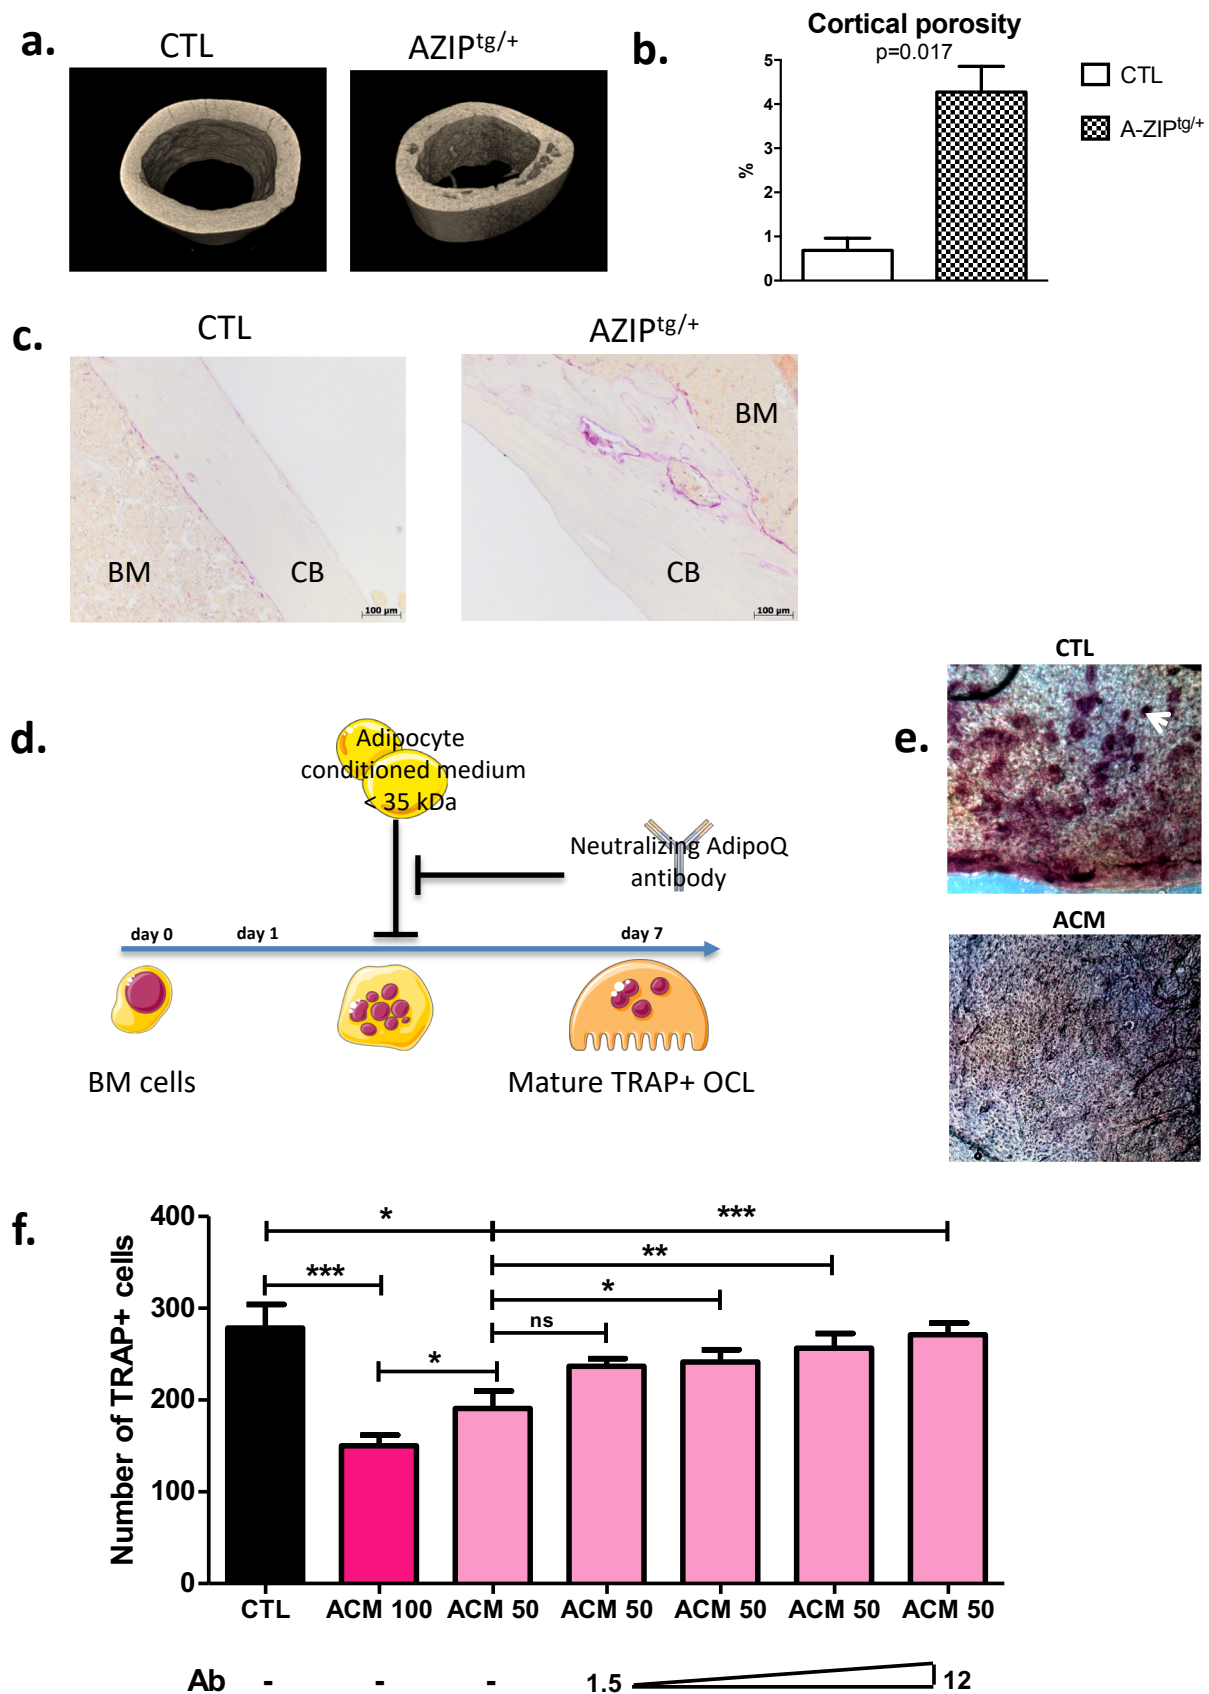 a.
CTL
AZIPtg/+
b.
Cortical porosity
p=0.017
5
4
3
2
1
0
%
CTL
A-ZIPtg/+
c.
CTL
AZIPtg/+
BM
CB
100 µm
BM
CB
100 µm
d.
Adipocyte
conditioned medium
< 35 kDa
Neutralizing AdipoQ
antibody
day 0
day 1
day 7
BM cells
Mature TRAP+ OCL
e.
CTL
ACM
f.
Number of TRAP+ cells
400
300
200
100
0
*
***
***
**
*
ns
*
CTL
ACM 100
ACM 50
ACM 50
ACM 50
ACM 50
ACM 50
Ab
-
-
-
1.5
12